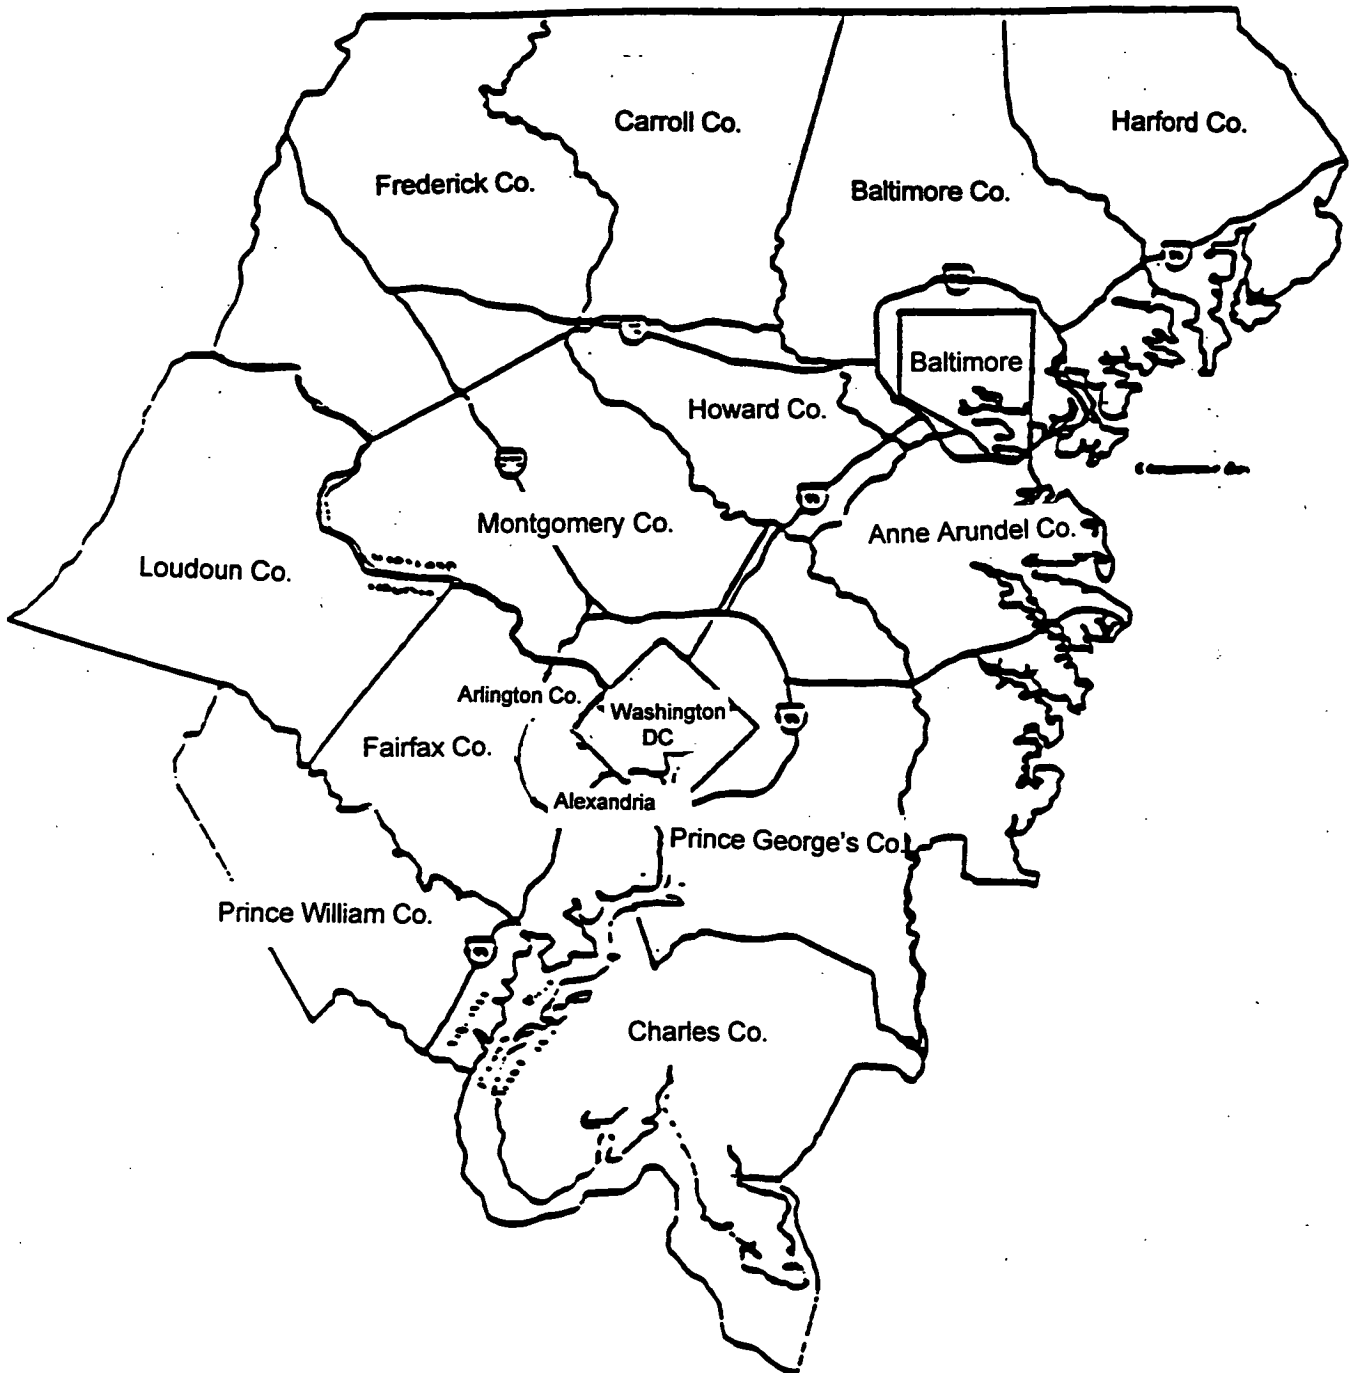 Carroll Co.
Harford Co.
Frederick Co.
Baltimore Co.
Baltimore
Howard Co.
Montgomery Co.
Anne Arundel Co.
Loudoun Co.
Arlington Co.
Washington
DC
Fairfax Co.
Alexandria
Prince George's Co.
Prince William Co.
Charles Co.